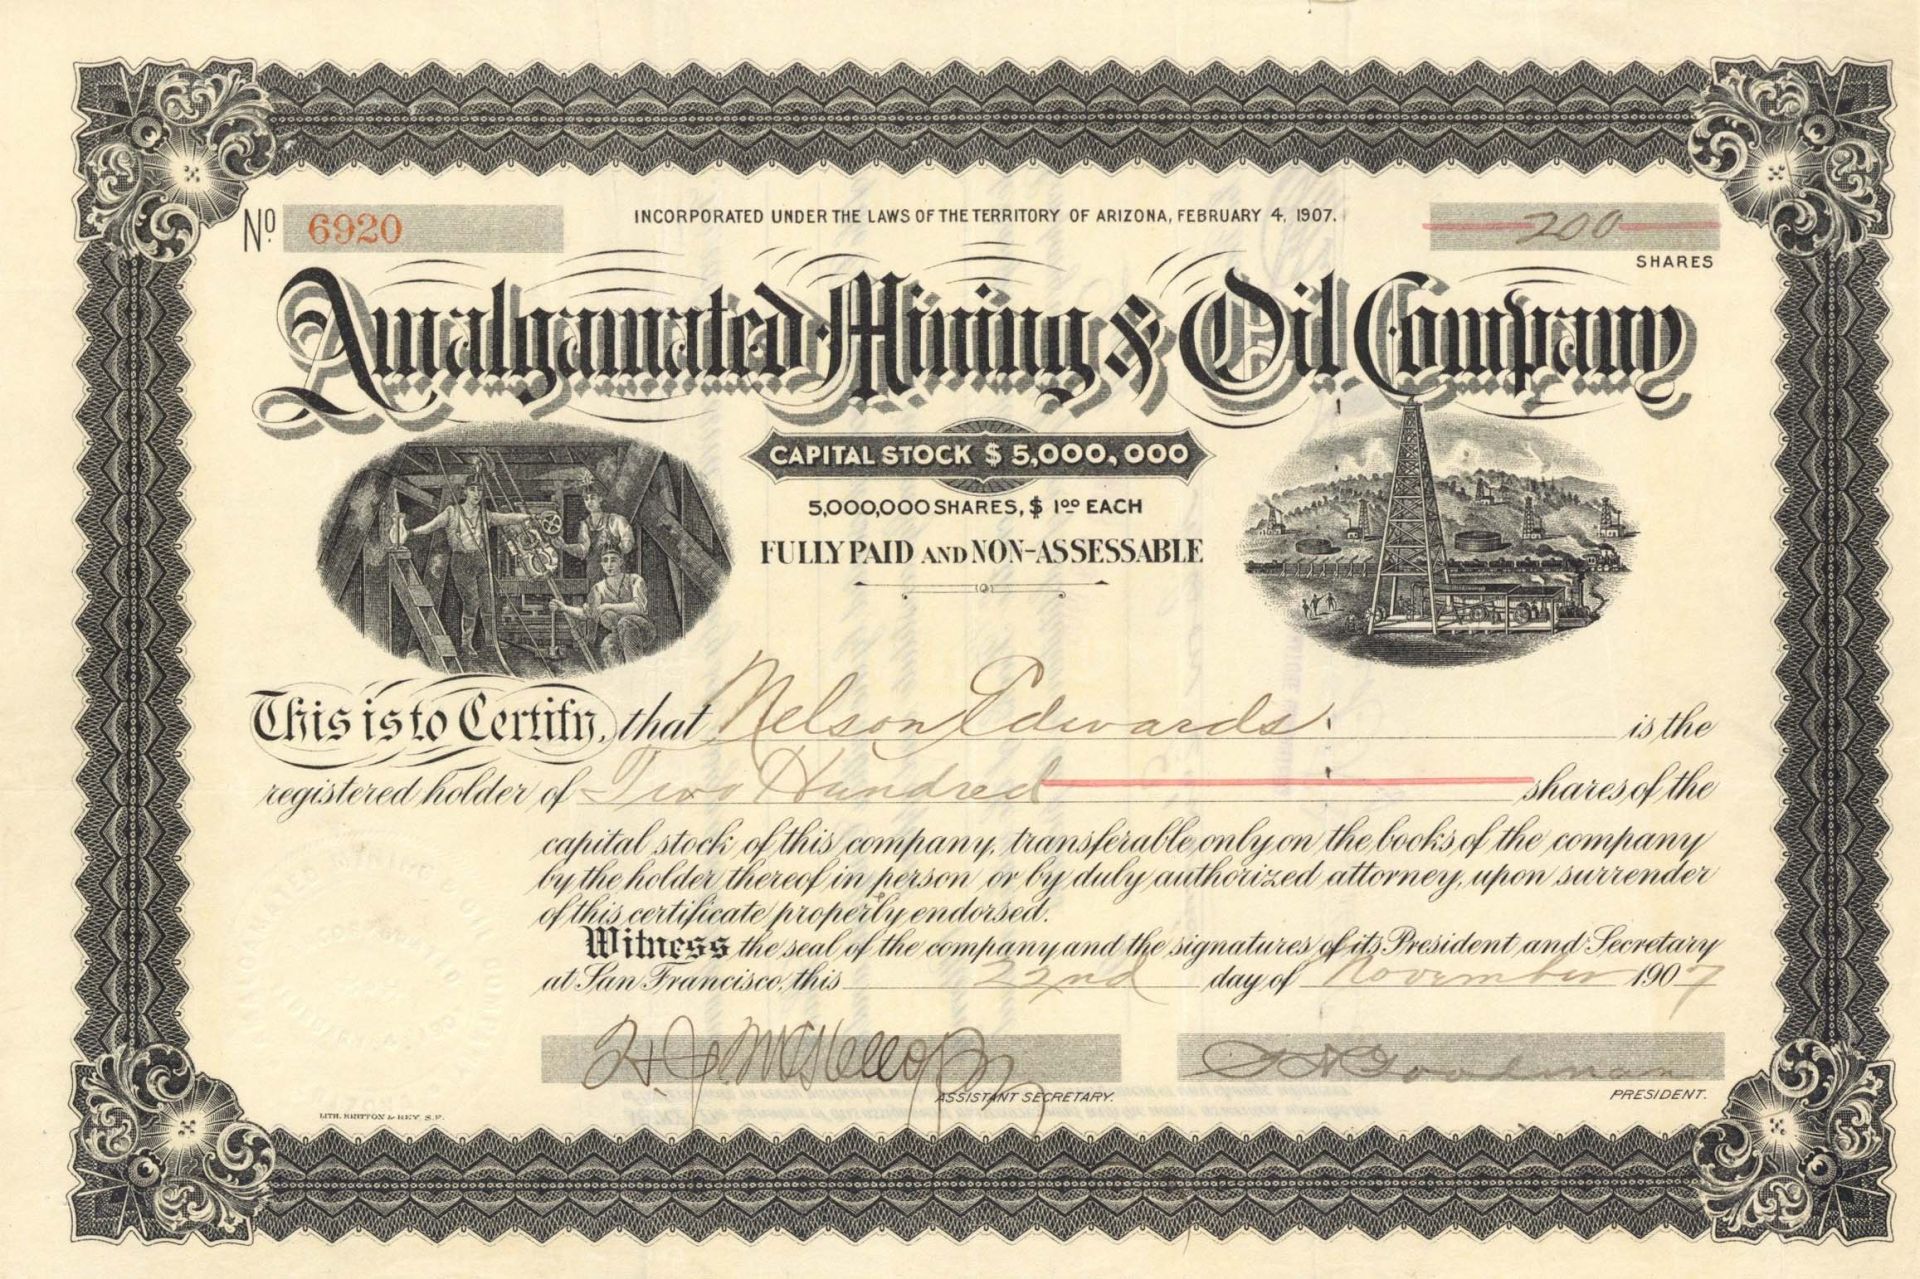 INCORPORATED UNDER THE LAWS OF THE TERRITORY OF ARIZONA, FEBRUARY 4, 1907.
No. 6920
200
SHARES
Amalgamated Mining & Oil Company
CAPITAL STOCK $ 5,000,000
5,000,000 SHARES, $ 1.00 EACH
FULLY PAID AND NON-ASSESSABLE
This is to Certify, that Nelson Edwards is the
registered holder of Two Hundred shares of the
capital stock of this company, transferable only on the books of the company
by the holder thereof in person or by duly authorized attorney, upon surrender
of this certificate properly endorsed.
Witness the seal of the company and the signatures of its President and Secretary
at San Francisco, this 22nd day of November 1907
Goodman
ASSISTANT SECRETARY.
PRESIDENT.
LITH. BRITTON & REY, S.F.